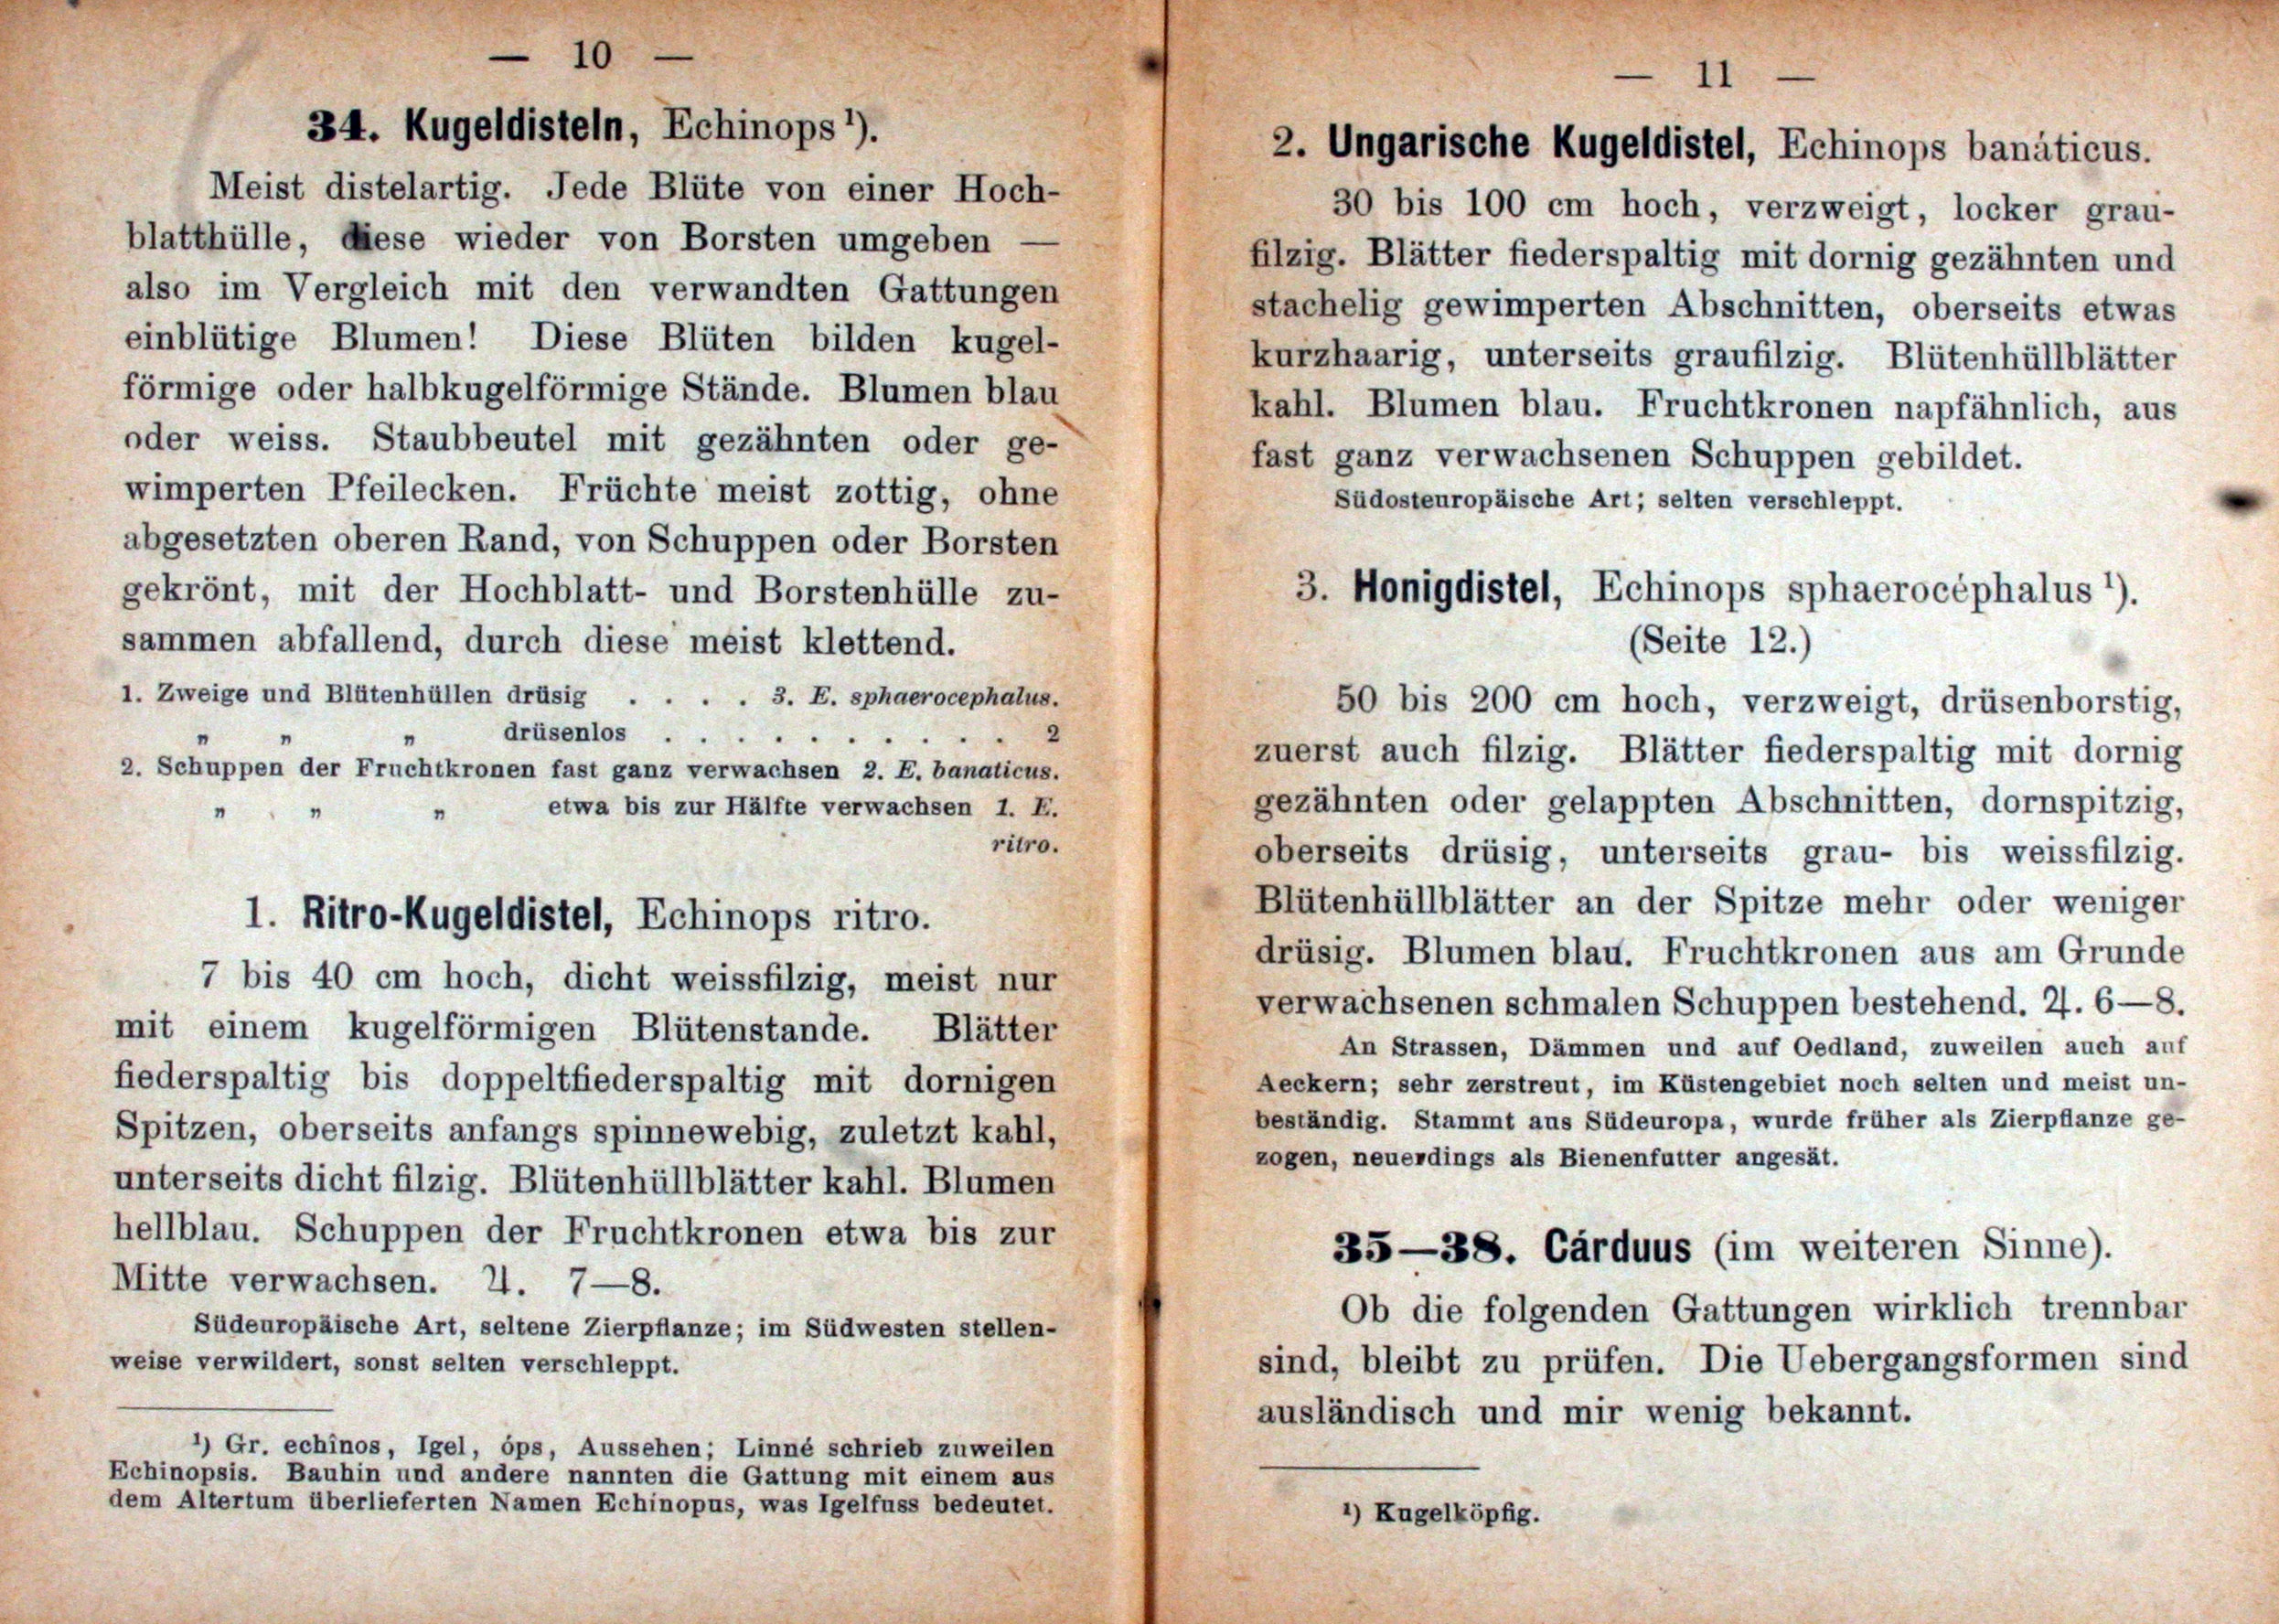 — 10 —
34. Kugeldisteln, Echinops ¹).
Meist distelartig. Jede Blüte von einer Hoch-
blatthülle, diese wieder von Borsten umgeben —
also im Vergleich mit den verwandten Gattungen
einblütige Blumen! Diese Blüten bilden kugel-
förmige oder halbkugelförmige Stände. Blumen blau
oder weiss. Staubbeutel mit gezähnten oder ge-
wimperten Pfeilecken. Früchte meist zottig, ohne
abgesetzten oberen Rand, von Schuppen oder Borsten
gekrönt, mit der Hochblatt- und Borstenhülle zu-
sammen abfallend, durch diese meist klettend.
1. Zweige und Blütenhüllen drüsig . . . . 3. E. sphaerocephalus.
„ „ „ drüsenlos . . . . . . . . . . 2
2. Schuppen der Fruchtkronen fast ganz verwachsen 2. E. banaticus.
„ „ „ etwa bis zur Hälfte verwachsen 1. E.
ritro.
1. Ritro-Kugeldistel, Echinops ritro.
7 bis 40 cm hoch, dicht weissfilzig, meist nur
mit einem kugelförmigen Blütenstande. Blätter
fiederspaltig bis doppeltfiederspaltig mit dornigen
Spitzen, oberseits anfangs spinnewebig, zuletzt kahl,
unterseits dicht filzig. Blütenhüllblätter kahl. Blumen
hellblau. Schuppen der Fruchtkronen etwa bis zur
Mitte verwachsen. ♃. 7—8.
Südeuropäische Art, seltene Zierpflanze; im Südwesten stellen-
weise verwildert, sonst selten verschleppt.
¹) Gr. echînos, Igel, óps, Aussehen; Linné schrieb zuweilen
Echinopsis. Bauhin und andere nannten die Gattung mit einem aus
dem Altertum überlieferten Namen Echinopus, was Igelfuss bedeutet.
— 11 —
2. Ungarische Kugeldistel, Echinops banáticus.
30 bis 100 cm hoch, verzweigt, locker grau-
filzig. Blätter fiederspaltig mit dornig gezähnten und
stachelig gewimperten Abschnitten, oberseits etwas
kurzhaarig, unterseits graufilzig. Blütenhüllblätter
kahl. Blumen blau. Fruchtkronen napfähnlich, aus
fast ganz verwachsenen Schuppen gebildet.
Südosteuropäische Art; selten verschleppt.
3. Honigdistel, Echinops sphaerocéphalus ¹).
(Seite 12.)
50 bis 200 cm hoch, verzweigt, drüsenborstig,
zuerst auch filzig. Blätter fiederspaltig mit dornig
gezähnten oder gelappten Abschnitten, dornspitzig,
oberseits drüsig, unterseits grau- bis weissfilzig.
Blütenhüllblätter an der Spitze mehr oder weniger
drüsig. Blumen blau. Fruchtkronen aus am Grunde
verwachsenen schmalen Schuppen bestehend. ♃. 6—8.
An Strassen, Dämmen und auf Oedland, zuweilen auch auf
Aeckern; sehr zerstreut, im Küstengebiet noch selten und meist un-
beständig. Stammt aus Südeuropa, wurde früher als Zierpflanze ge-
zogen, neuerdings als Bienenfutter angesät.
35—38. Cárduus (im weiteren Sinne).
Ob die folgenden Gattungen wirklich trennbar
sind, bleibt zu prüfen. Die Uebergangsformen sind
ausländisch und mir wenig bekannt.
¹) Kugelköpfig.